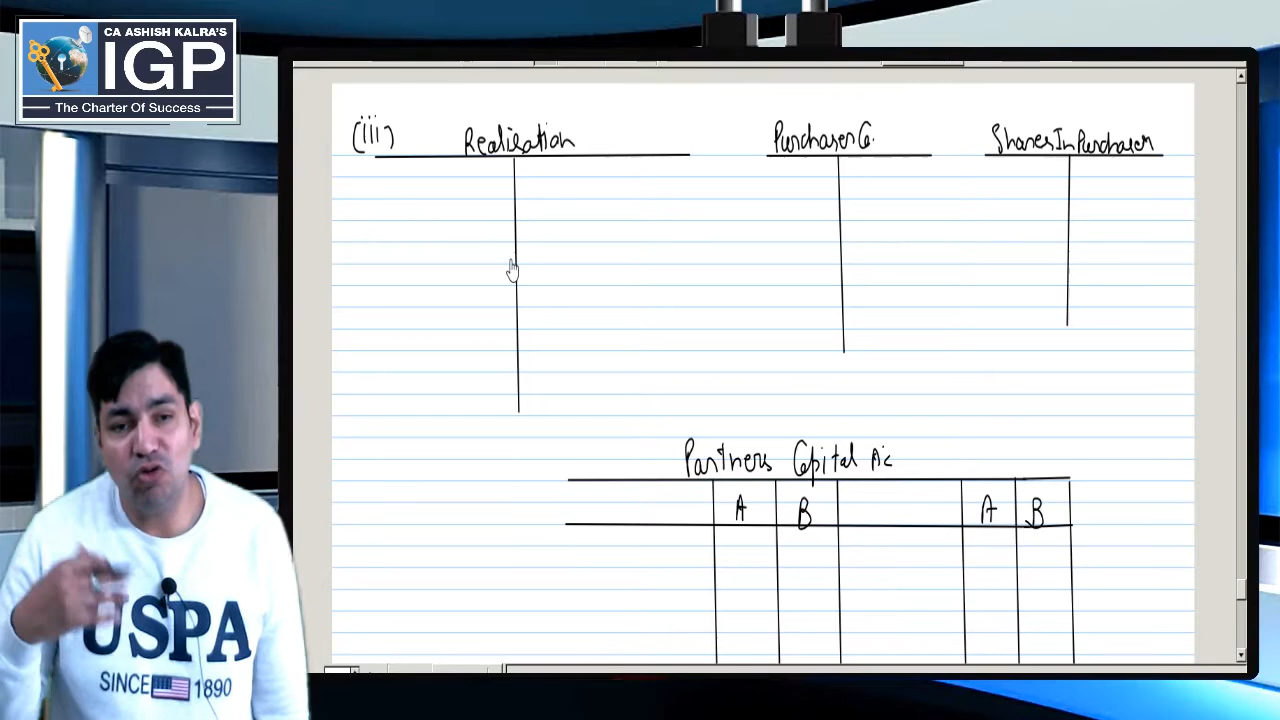 CA ASHISH KALRA'S
IGP
The Charter Of Success
(iii) Realisation Purchaser Co. Shares In Purchaser
Partners Capital A/c
A B A B
USPA
SINCE 1890